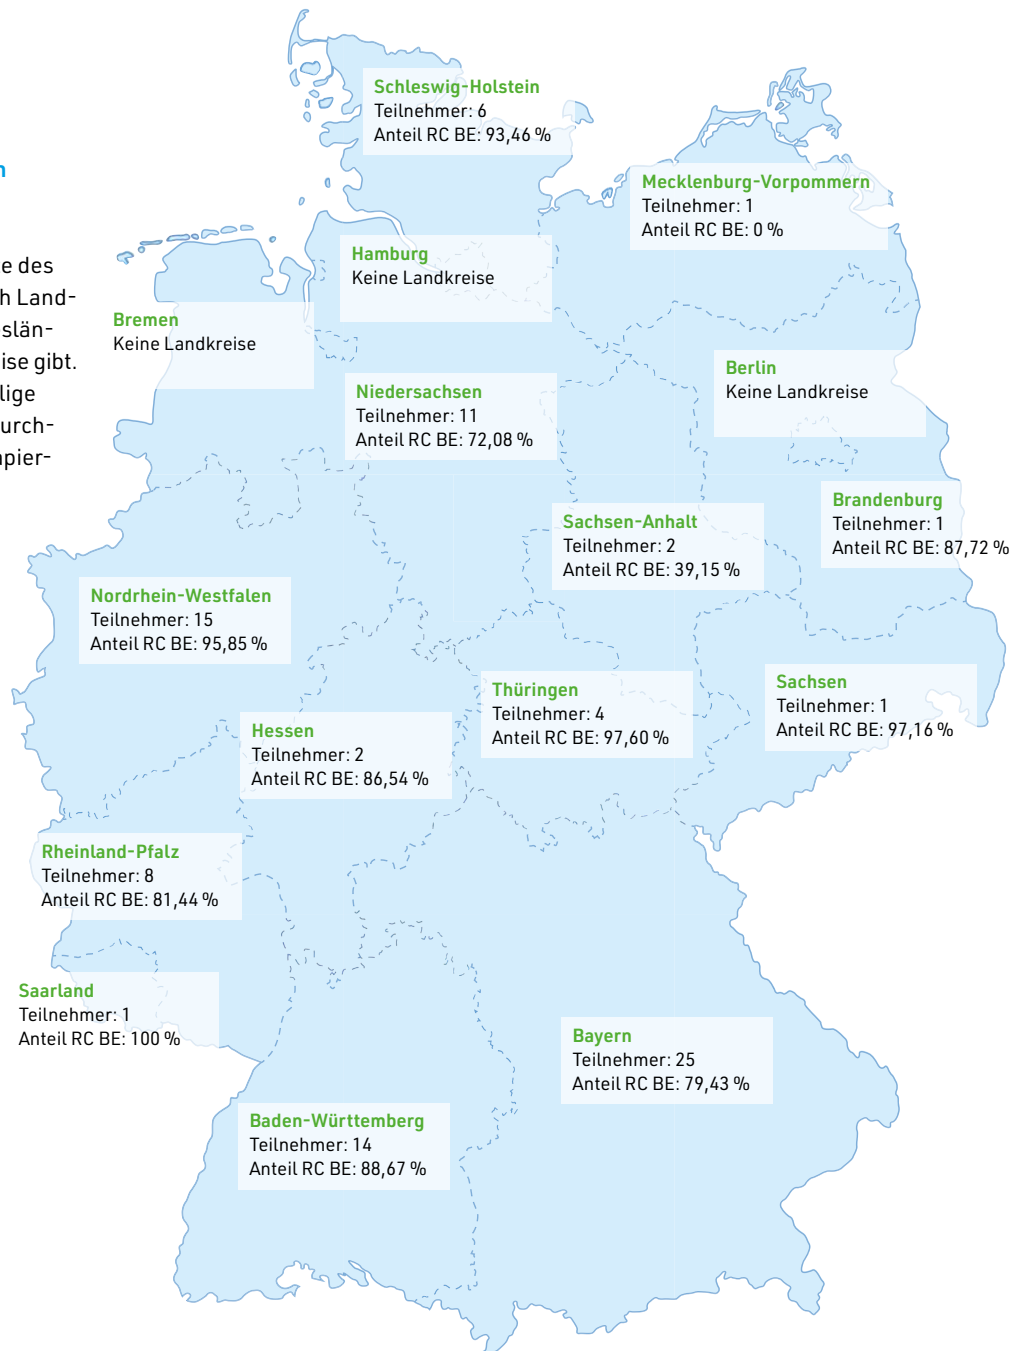 n
e des
h Land-
slän-
ise gibt.
lige
urch-
apier-
Schleswig-Holstein
Teilnehmer: 6
Anteil RC BE: 93,46 %
Mecklenburg-Vorpommern
Teilnehmer: 1
Anteil RC BE: 0 %
Hamburg
Keine Landkreise
Bremen
Keine Landkreise
Berlin
Keine Landkreise
Niedersachsen
Teilnehmer: 11
Anteil RC BE: 72,08 %
Brandenburg
Teilnehmer: 1
Anteil RC BE: 87,72 %
Sachsen-Anhalt
Teilnehmer: 2
Anteil RC BE: 39,15 %
Nordrhein-Westfalen
Teilnehmer: 15
Anteil RC BE: 95,85 %
Thüringen
Teilnehmer: 4
Anteil RC BE: 97,60 %
Sachsen
Teilnehmer: 1
Anteil RC BE: 97,16 %
Hessen
Teilnehmer: 2
Anteil RC BE: 86,54 %
Rheinland-Pfalz
Teilnehmer: 8
Anteil RC BE: 81,44 %
Saarland
Teilnehmer: 1
Anteil RC BE: 100 %
Bayern
Teilnehmer: 25
Anteil RC BE: 79,43 %
Baden-Württemberg
Teilnehmer: 14
Anteil RC BE: 88,67 %